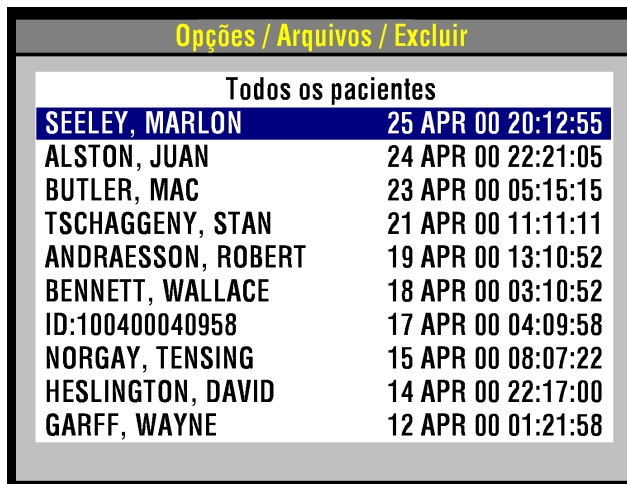 Opções / Arquivos / Excluir
Todos os pacientes
SEELEY, MARLON 25 APR 00 20:12:55
ALSTON, JUAN 24 APR 00 22:21:05
BUTLER, MAC 23 APR 00 05:15:15
TSCHAGGENY, STAN 21 APR 00 11:11:11
ANDRAESSON, ROBERT 19 APR 00 13:10:52
BENNETT, WALLACE 18 APR 00 03:10:52
ID:100400040958 17 APR 00 04:09:58
NORGAY, TENSING 15 APR 00 08:07:22
HESLINGTON, DAVID 14 APR 00 22:17:00
GARFF, WAYNE 12 APR 00 01:21:58